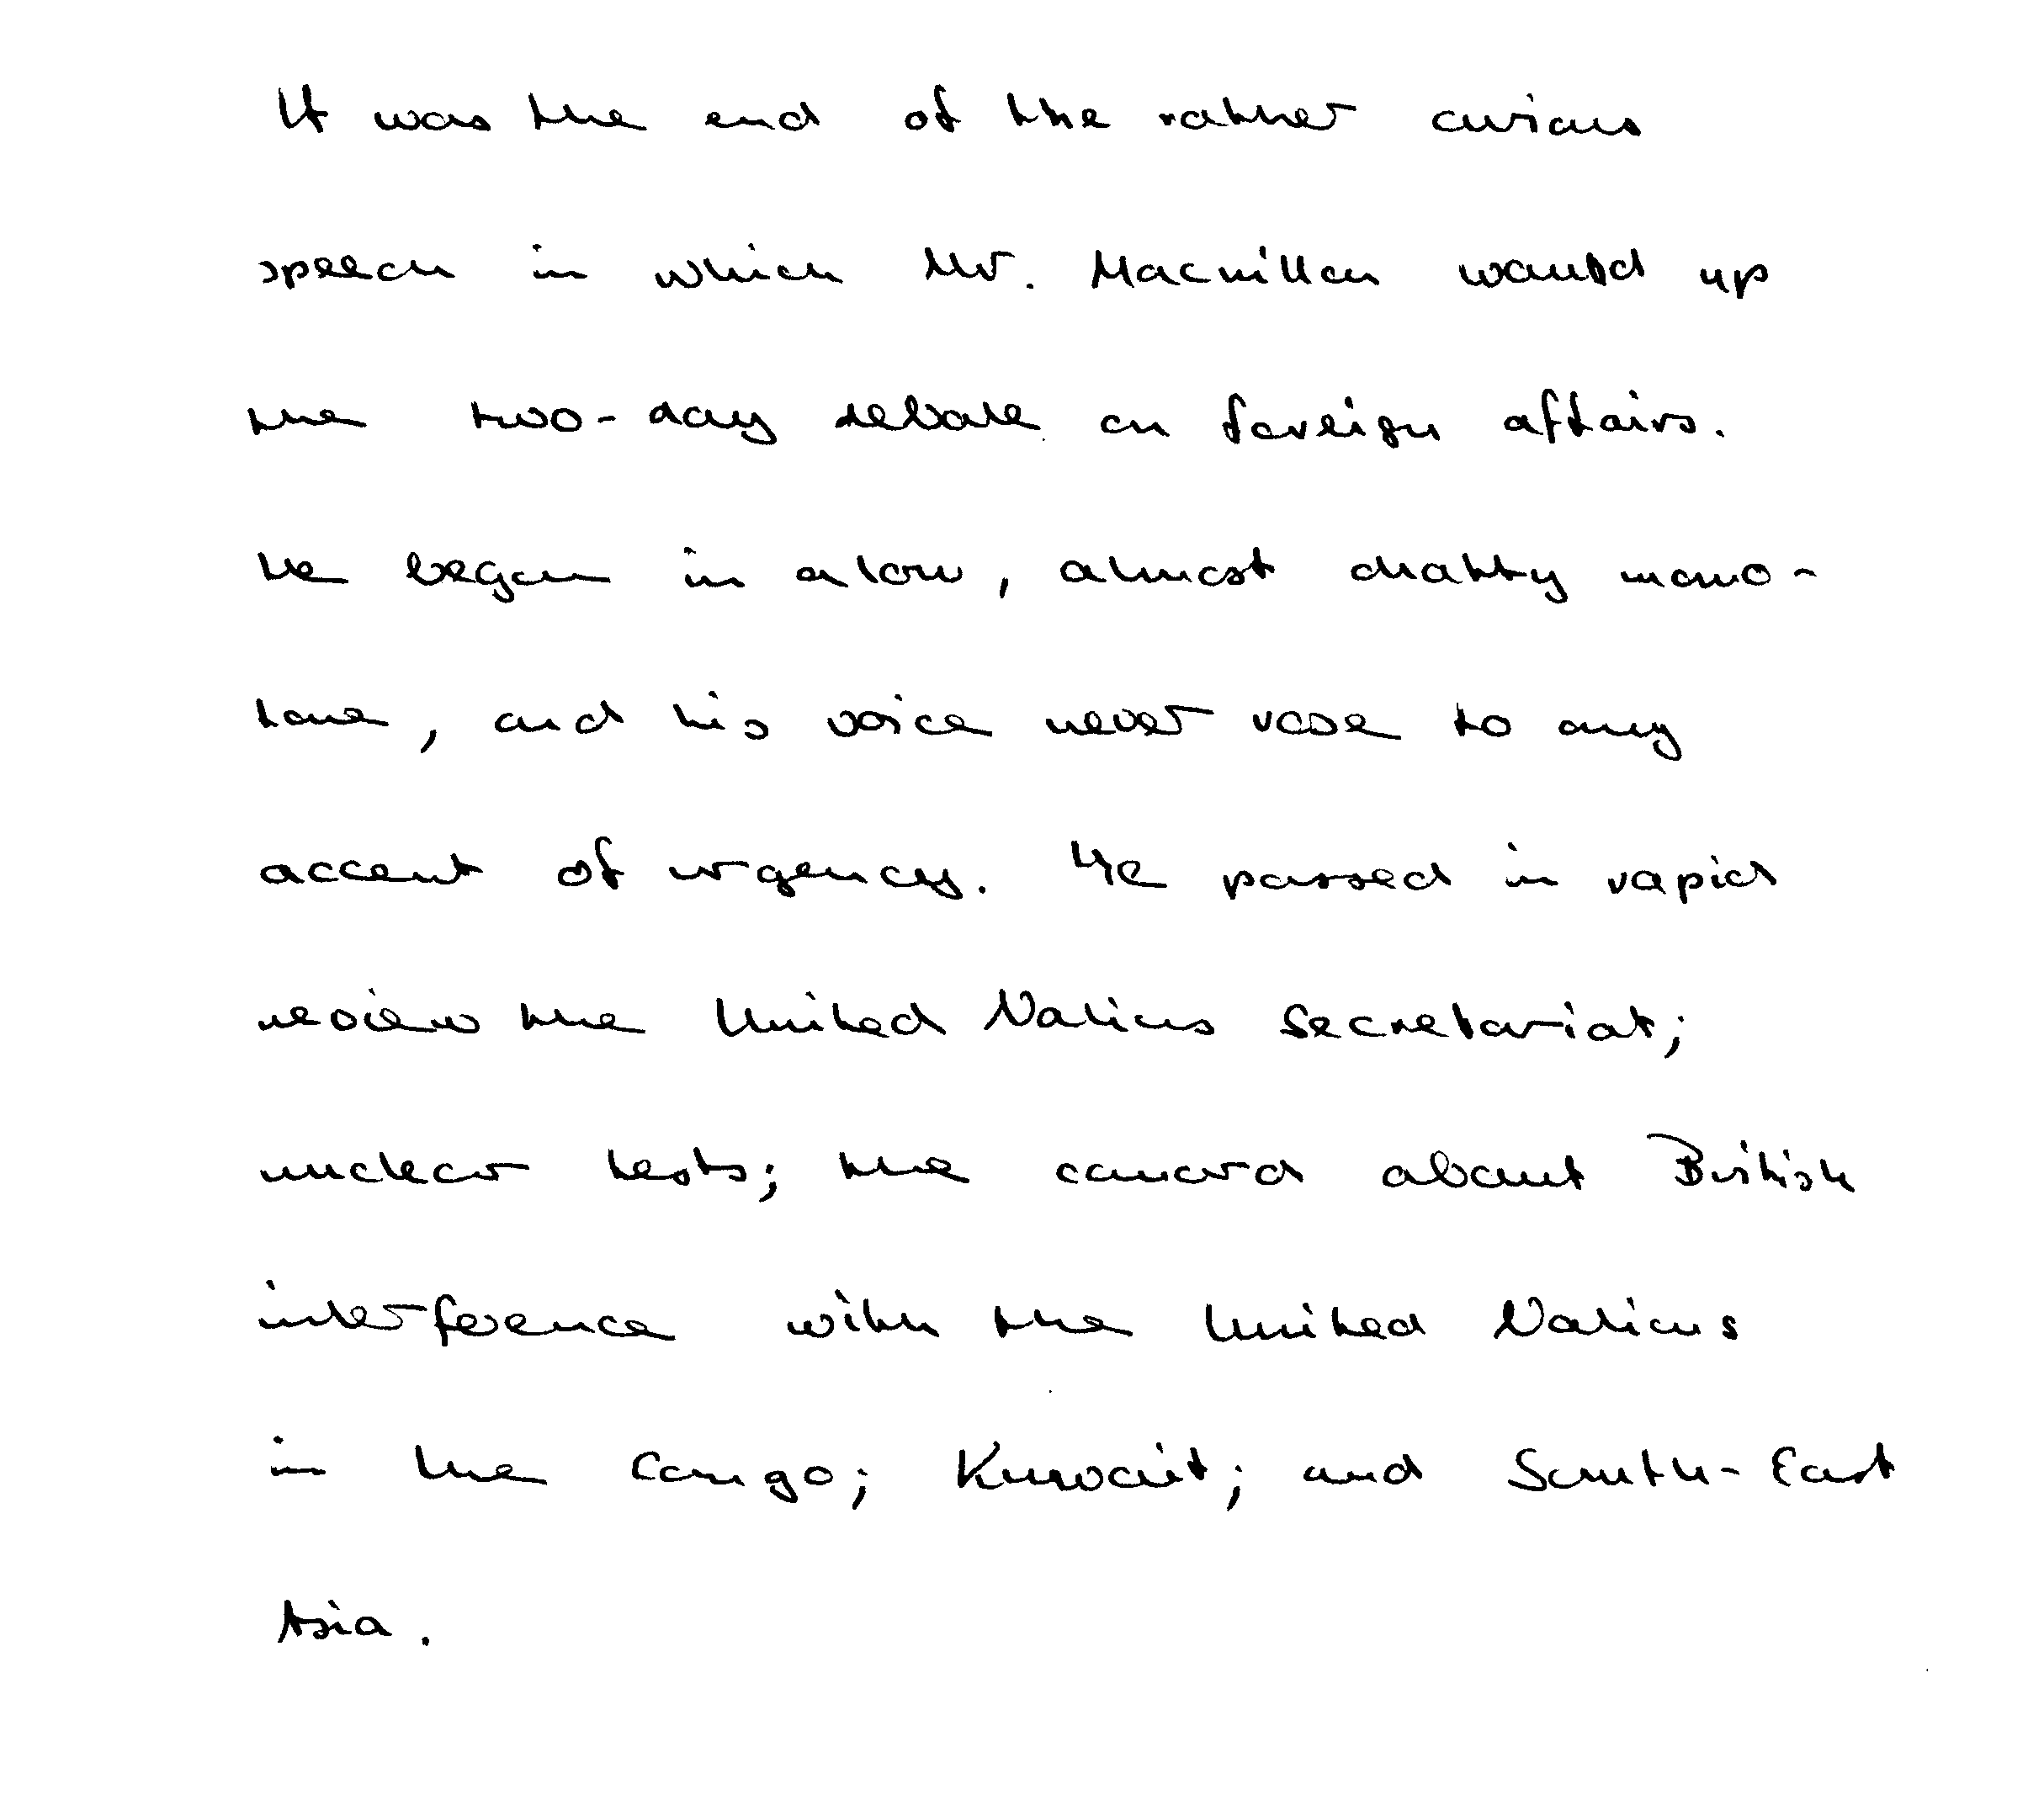 It was the end of the rather curious
speech in which Mr. Macmillan wound up
the two-day debate on foreign affairs.
He began in a low, almost chatty mono-
tone, and his voice never rose to any
accent of urgency. He passed in rapid
review the United Nations Secretariat;
nuclear tests; the canard about British
interference with the United Nations
in the Congo; Kuwait; and South-East
Asia.